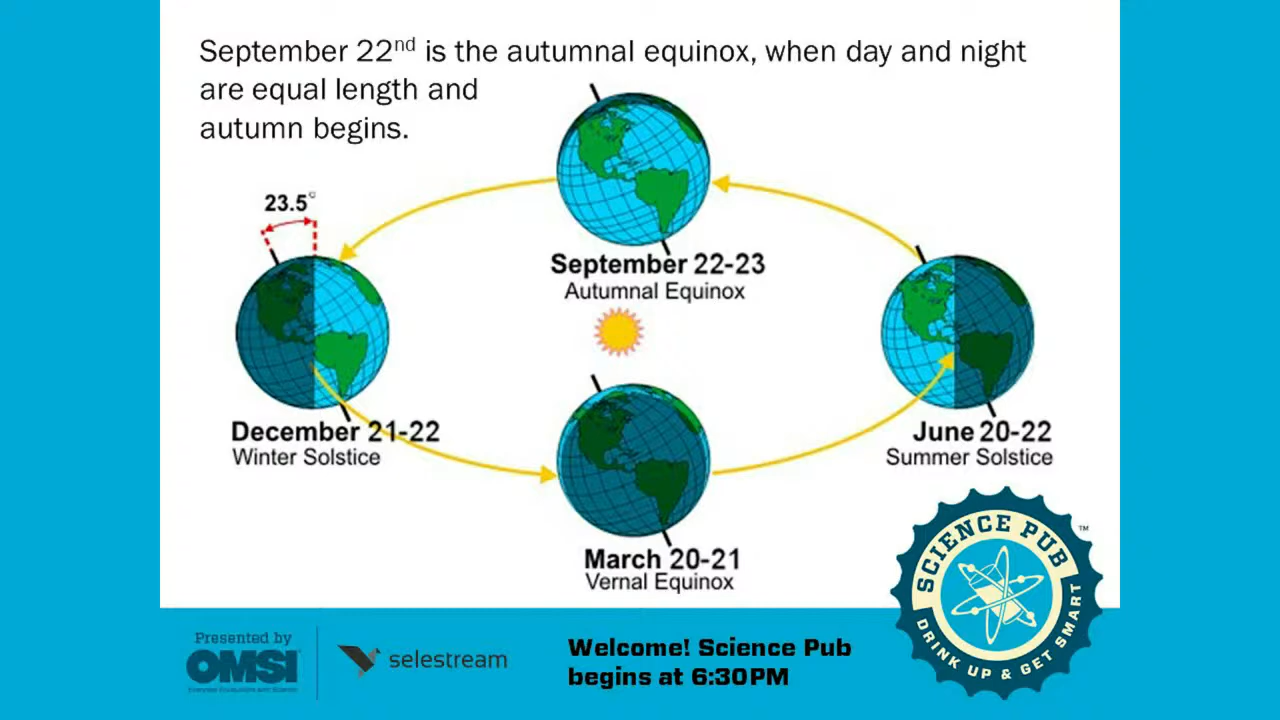 September 22nd is the autumnal equinox, when day and night
are equal length and
autumn begins.
23.5°
September 22-23
Autumnal Equinox
December 21-22
Winter Solstice
June 20-22
Summer Solstice
March 20-21
Vernal Equinox
SCIENCE PUB ™
DRINK UP & GET SMART
Presented by
OMSI
selestream
Welcome! Science Pub
begins at 6:30PM